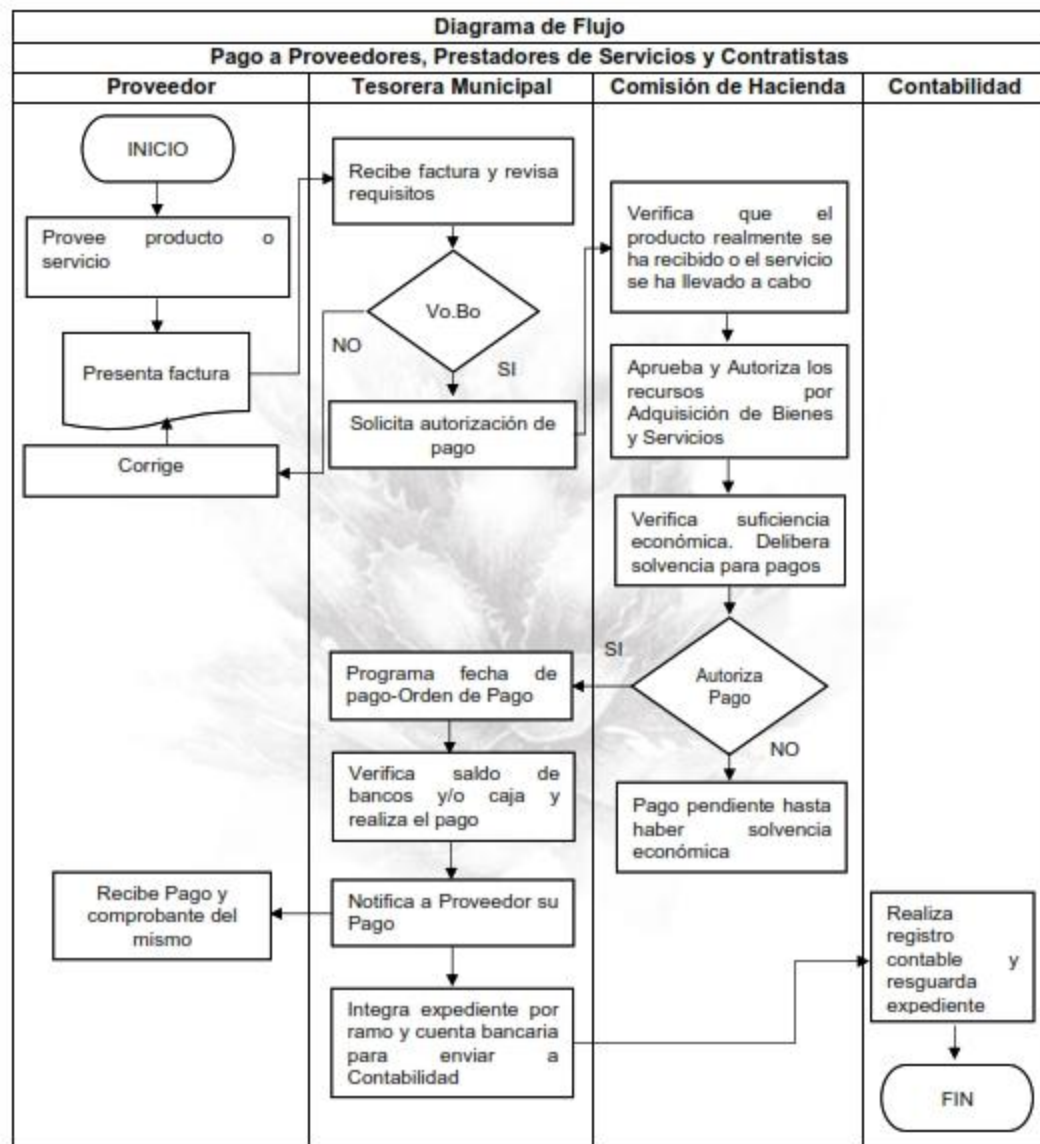 Diagrama de Flujo
Pago a Proveedores, Prestadores de Servicios y Contratistas
Proveedor
Tesorera Municipal
Comisión de Hacienda
Contabilidad
INICIO
Provee producto o
servicio
Presenta factura
Corrige
Recibe factura y revisa
requisitos
Vo.Bo
NO
SI
Solicita autorización de
pago
Verifica que el
producto realmente se
ha recibido o el servicio
se ha llevado a cabo
Aprueba y Autoriza los
recursos por
Adquisición de Bienes
y Servicios
Verifica suficiencia
económica. Delibera
solvencia para pagos
Autoriza
Pago
SI
NO
Pago pendiente hasta
haber solvencia
económica
Programa fecha de
pago-Orden de Pago
Verifica saldo de
bancos y/o caja y
realiza el pago
Notifica a Proveedor su
Pago
Recibe Pago y
comprobante del
mismo
Integra expediente por
ramo y cuenta bancaria
para enviar a
Contabilidad
Realiza
registro
contable y
resguarda
expediente
FIN